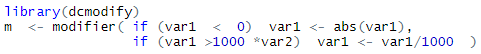 library(dcmodify)
m  <- modifier( if (var1  <  0)  var1 <- abs(var1),
                if (var1 >1000 *var2)  var1 <- var1/1000  )